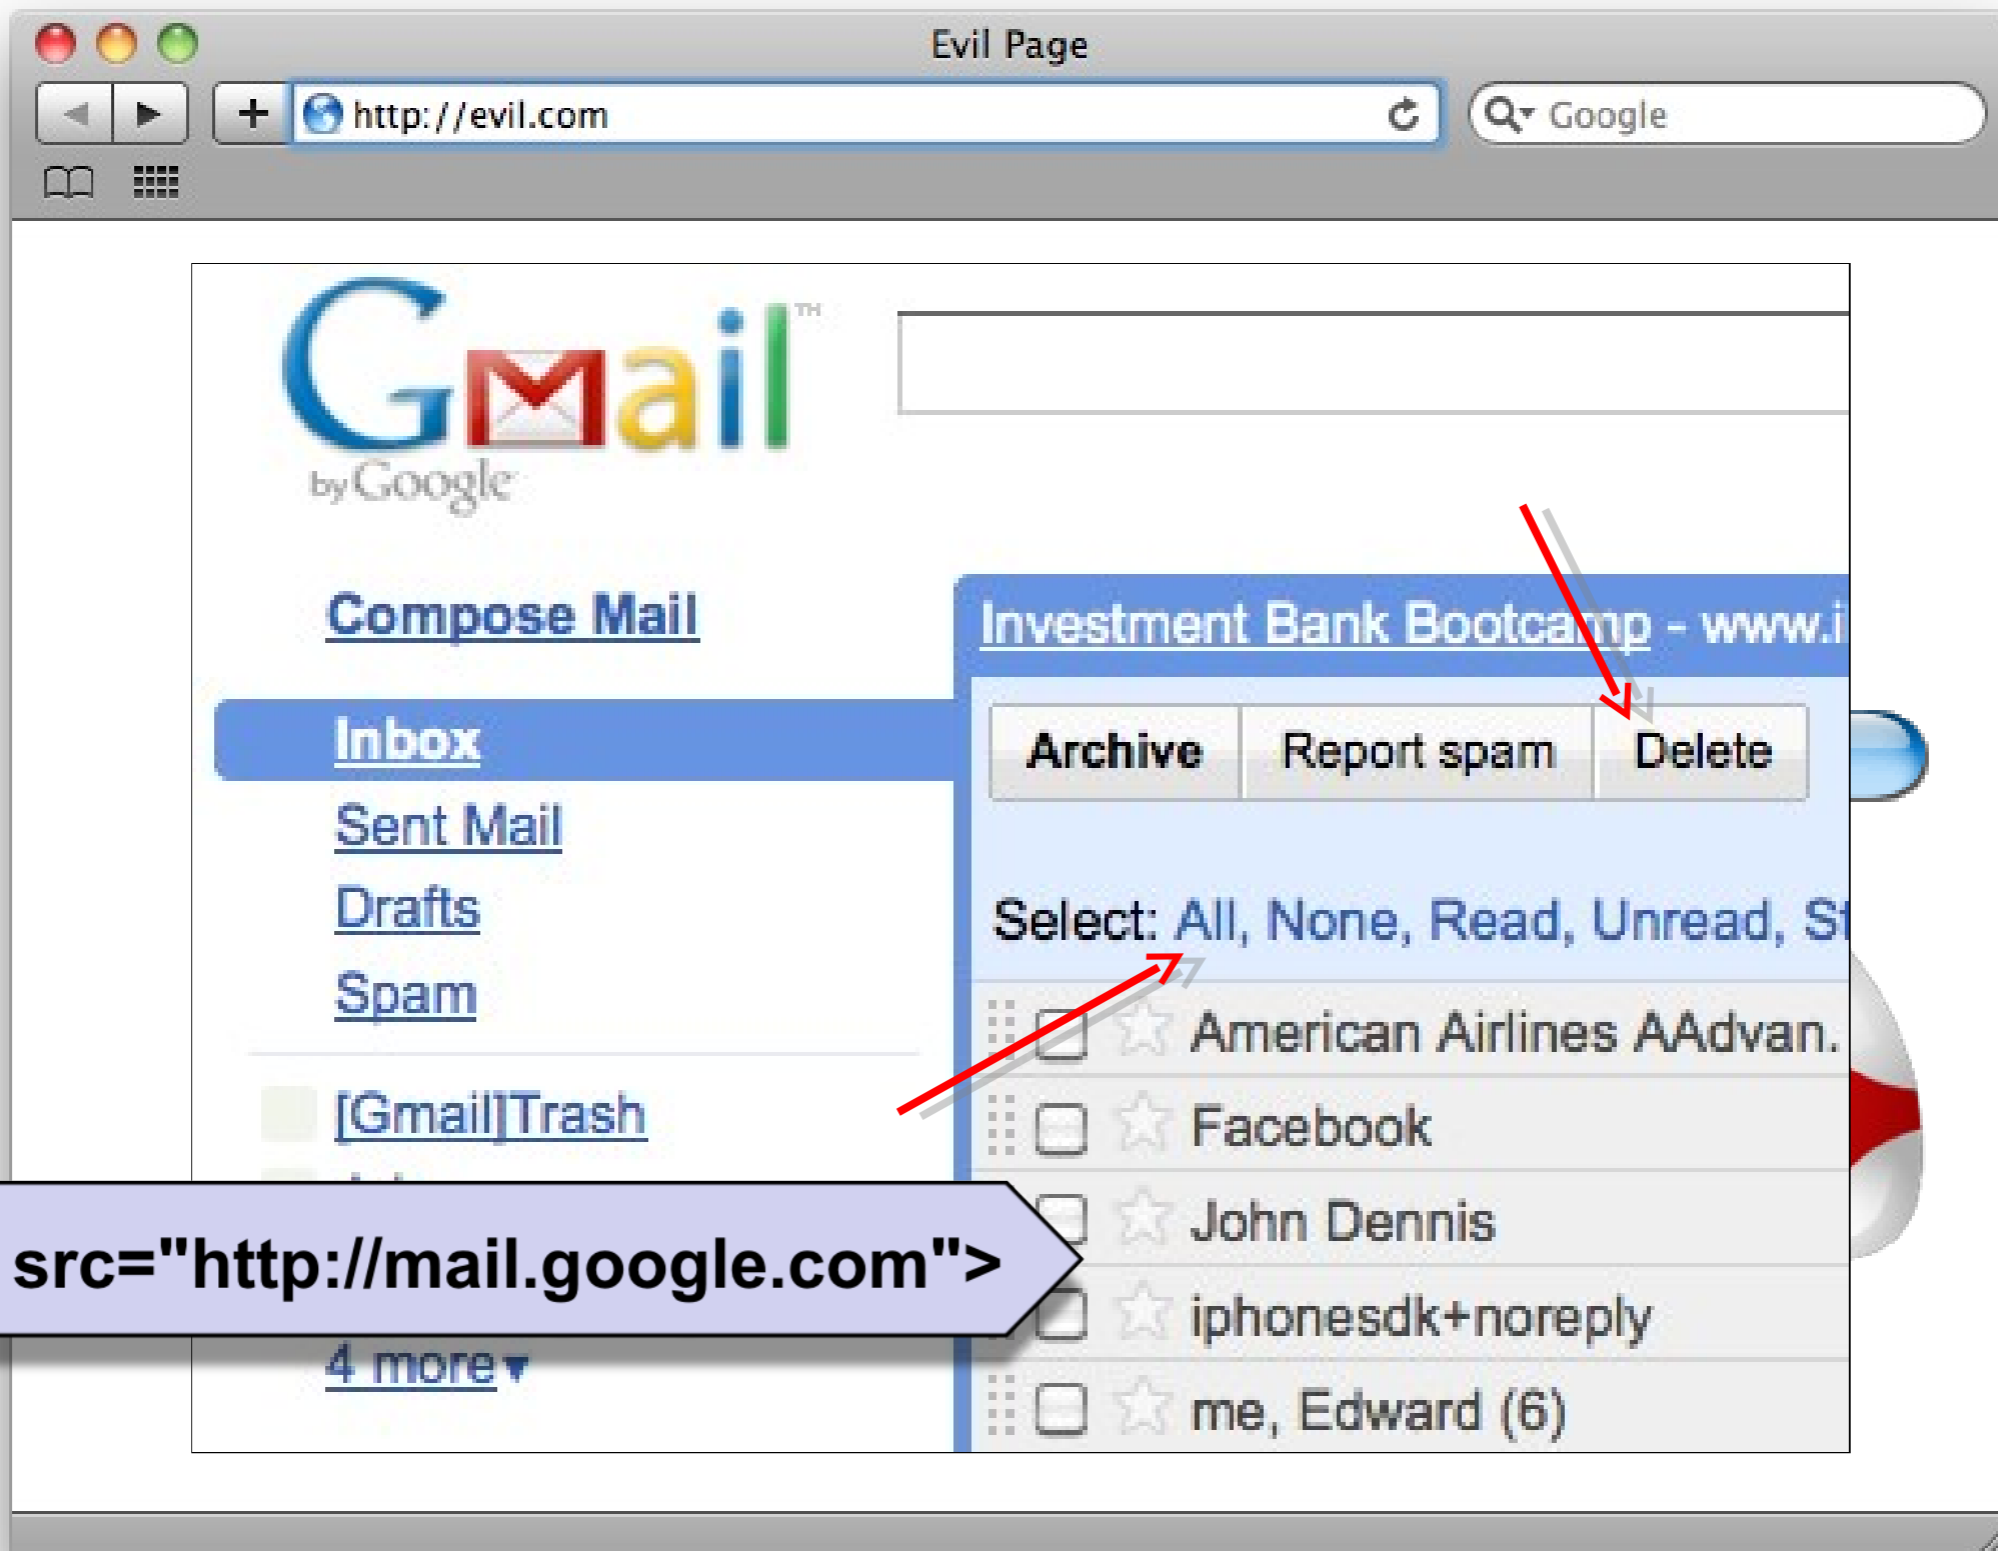 Evil Page
http://evil.com
Google
Gmail™
by Google
Compose Mail
Investment Bank Bootcamp - www.i
Inbox
Archive
Report spam
Delete
Sent Mail
Drafts
Select: All, None, Read, Unread, St
Spam
American Airlines AAdvan.
[Gmail]Trash
Facebook
John Dennis
src="http://mail.google.com">
iphonesdk+noreply
4 more
me, Edward (6)